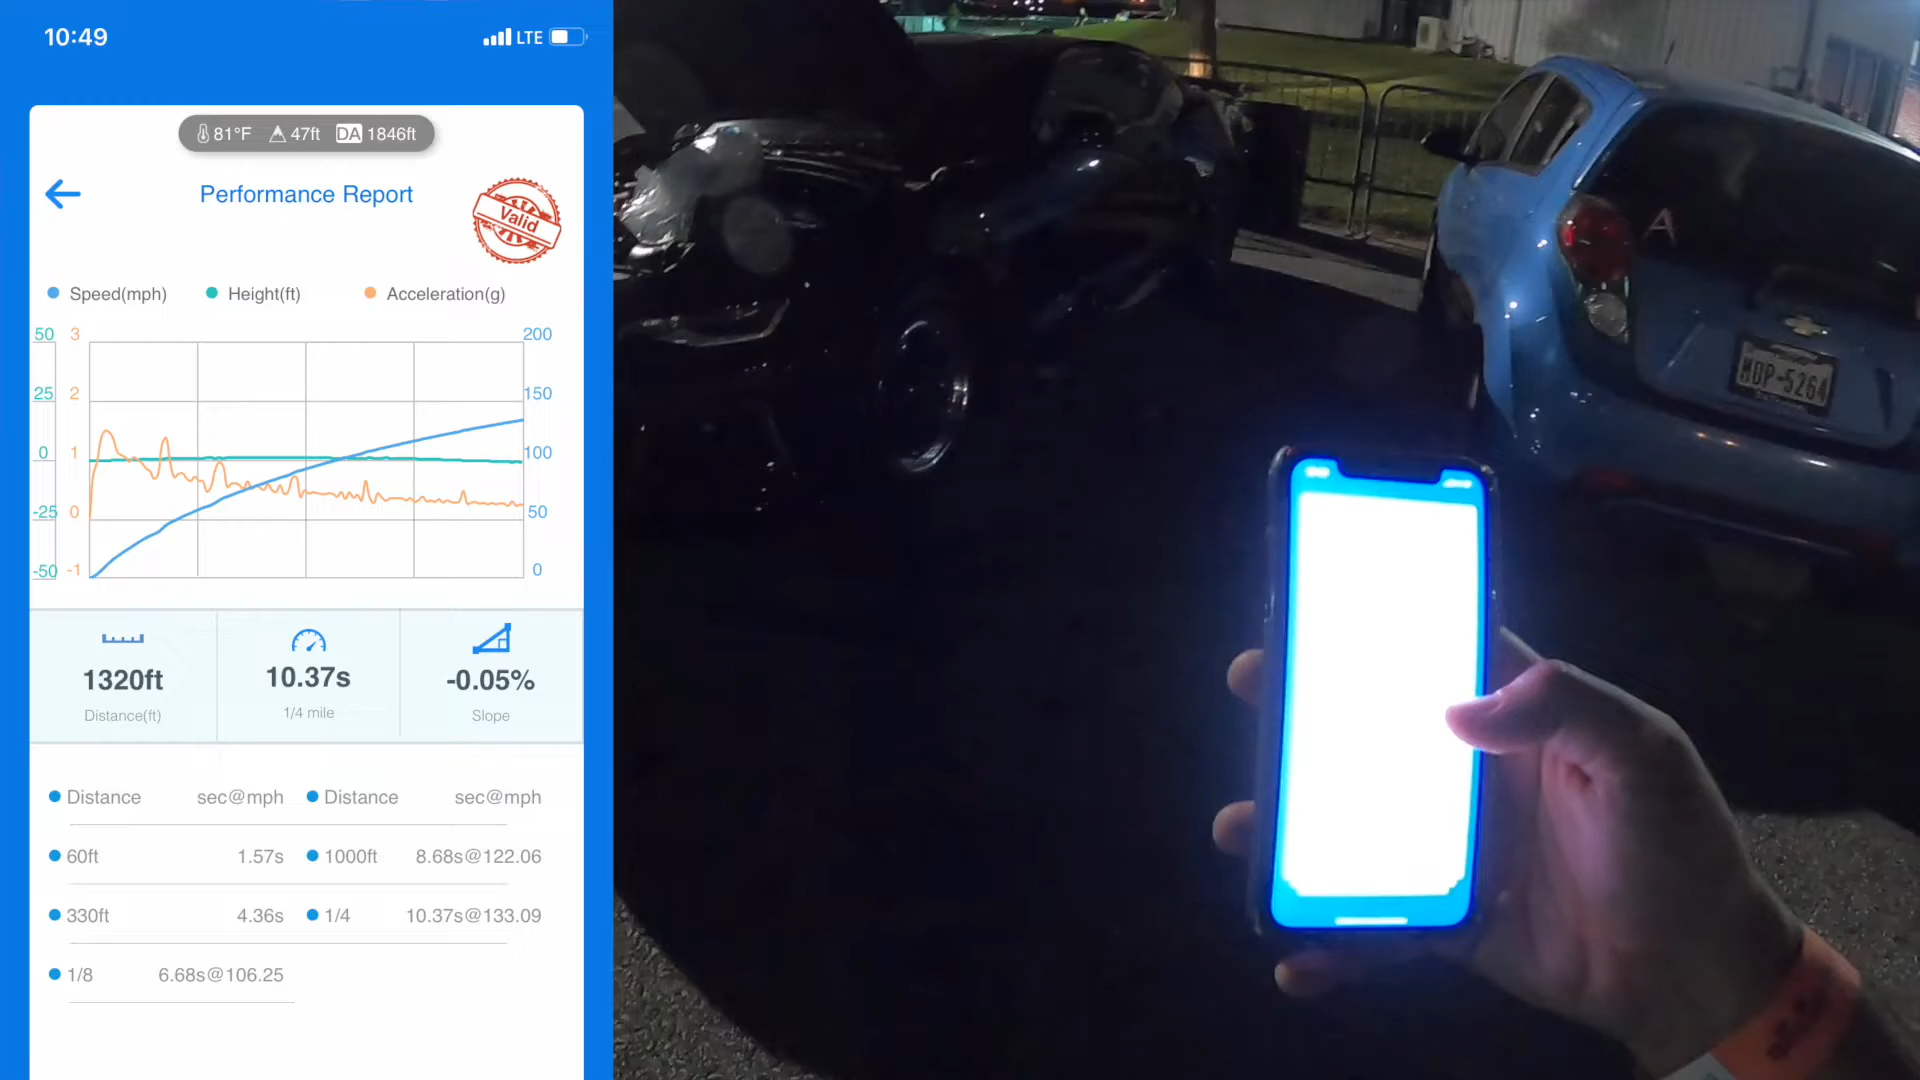 10:49
LTE
81°F 47ft DA 1846ft
Performance Report
Valid
Speed(mph) Height(ft) Acceleration(g)
50 3 200
25 2 150
0 1 100
-25 0 50
-50 -1 0
1320ft 10.37s -0.05%
Distance(ft) 1/4 mile Slope
Distance sec@mph Distance sec@mph
60ft 1.57s 1000ft 8.68s@122.06
330ft 4.36s 1/4 10.37s@133.09
1/8 6.68s@106.25
A
MDP-5264